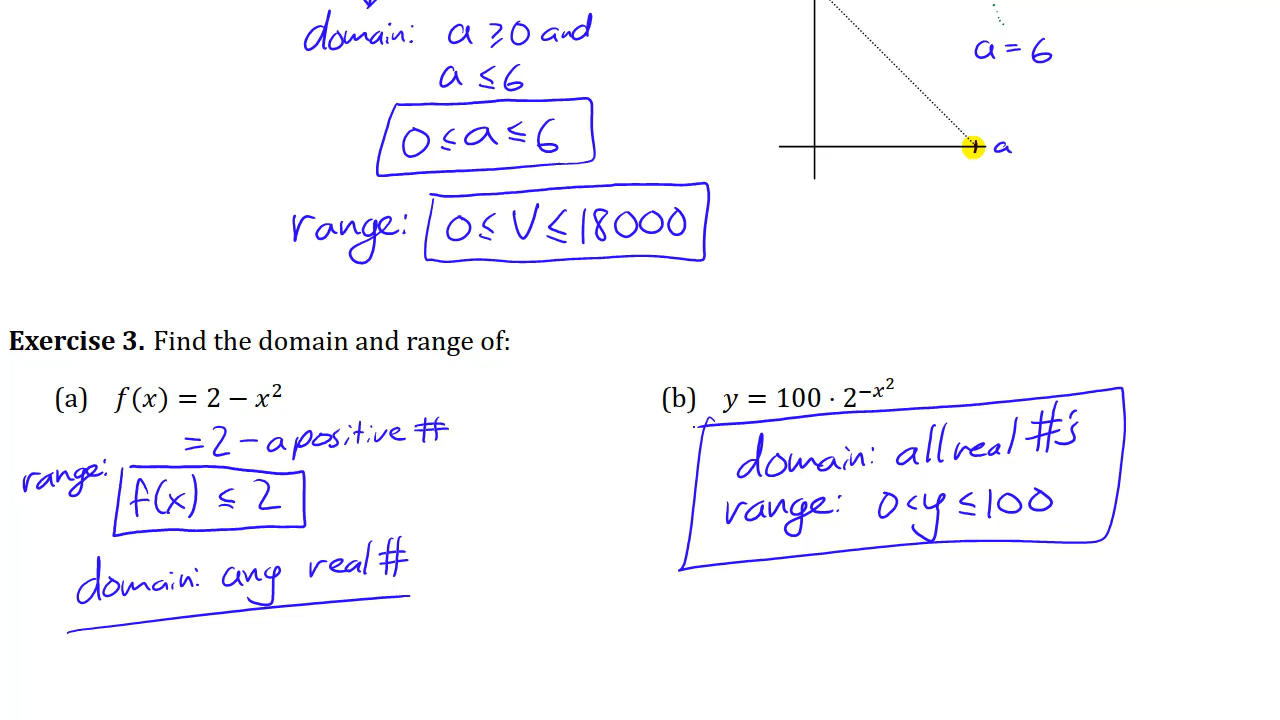 domain: a ≥ 0 and
a ≤ 6
a = 6
0 ≤ a ≤ 6
a
range: 0 ≤ V ≤ 18000
Exercise 3. Find the domain and range of:
(a) f(x) = 2 − x²
= 2 - a positive #
range: f(x) ≤ 2
domain: any real #
(b) y = 100 · 2^{−x²}
domain: all real #'s
range: 0 < y ≤ 100